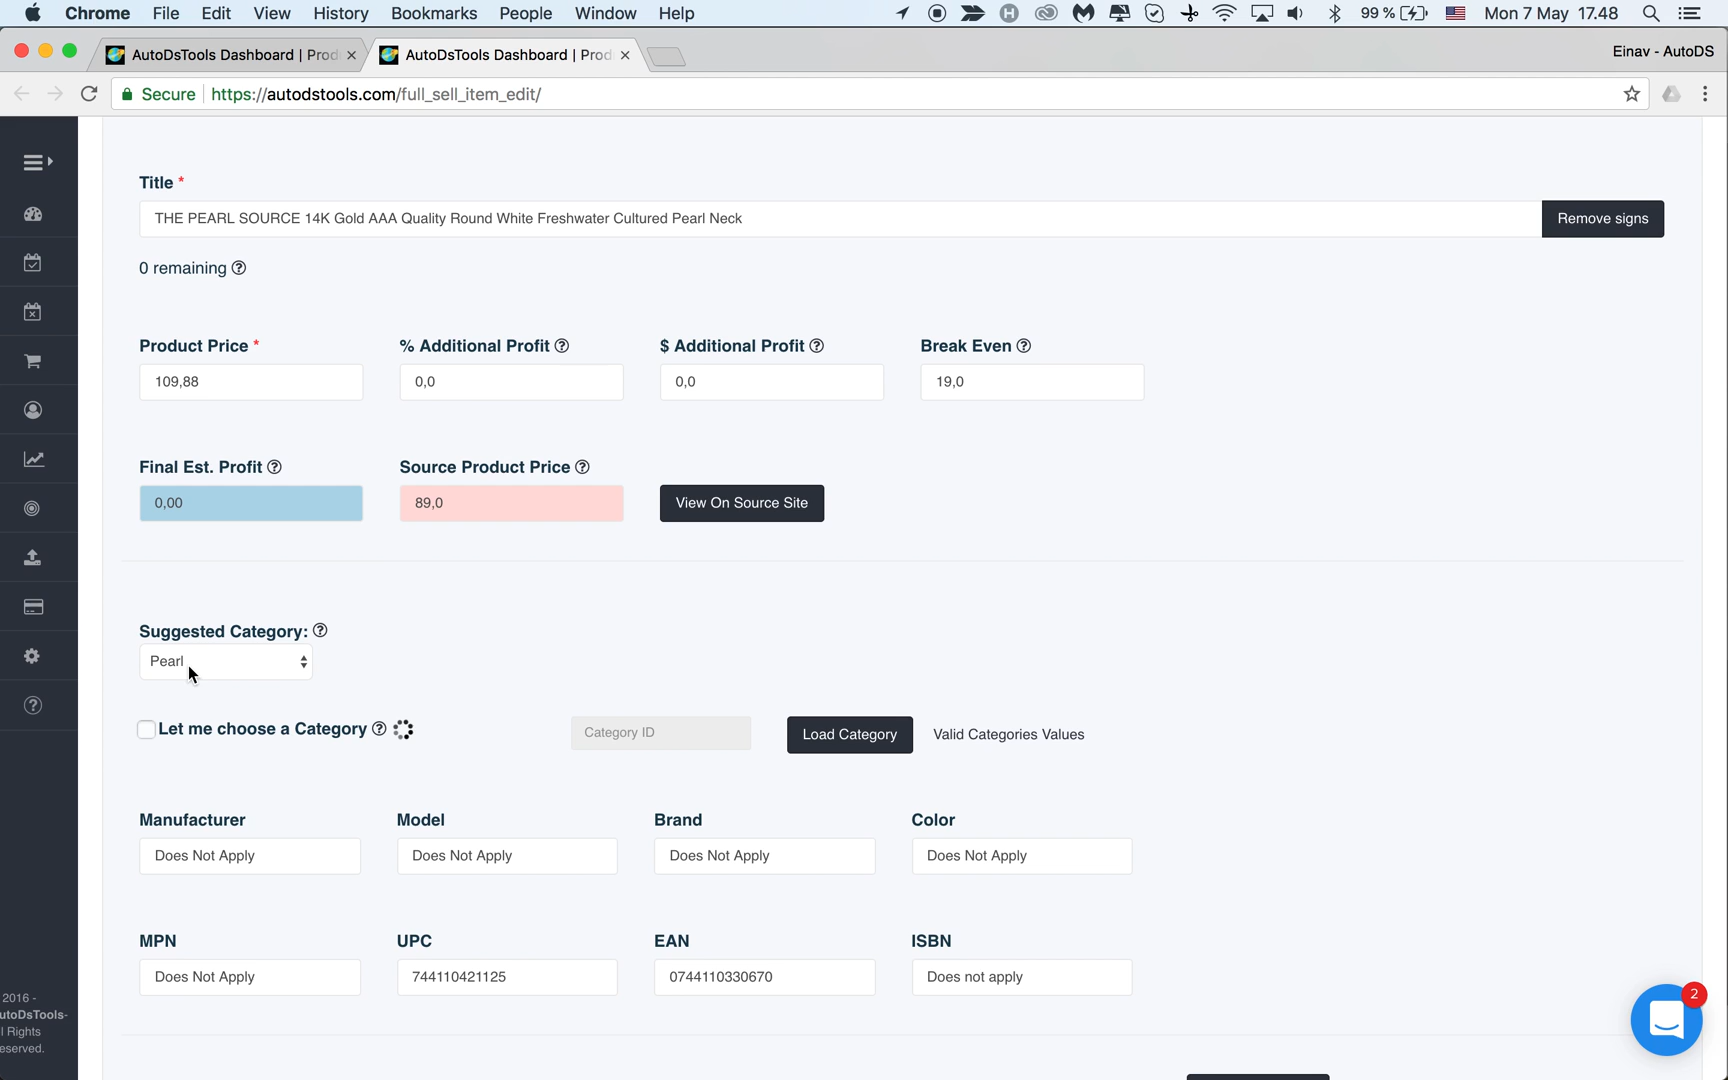 Chrome File Edit View History Bookmarks People Window Help 99 % Mon 7 May 17.48
AutoDsTools Dashboard | Prod AutoDsTools Dashboard | Prod Einav - AutoDS
Secure https://autodstools.com/full_sell_item_edit/
Title *
THE PEARL SOURCE 14K Gold AAA Quality Round White Freshwater Cultured Pearl Neck Remove signs
0 remaining ?
Product Price * % Additional Profit ? $ Additional Profit ? Break Even ?
109,88 0,0 0,0 19,0
Final Est. Profit ? Source Product Price ?
0,00 89,0 View On Source Site
Suggested Category: ?
Pearl
Let me choose a Category ? Category ID Load Category Valid Categories Values
Manufacturer Model Brand Color
Does Not Apply Does Not Apply Does Not Apply Does Not Apply
MPN UPC EAN ISBN
Does Not Apply 744110421125 0744110330670 Does not apply
2016 -
utoDsTools-
l Rights
eserved.
2